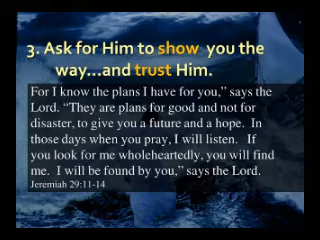 3. Ask for Him to show you the
way...and trust Him.
For I know the plans I have for you,” says the
Lord. “They are plans for good and not for
disaster, to give you a future and a hope. In
those days when you pray, I will listen. If
you look for me wholeheartedly, you will find
me. I will be found by you,” says the Lord.
Jeremiah 29:11-14